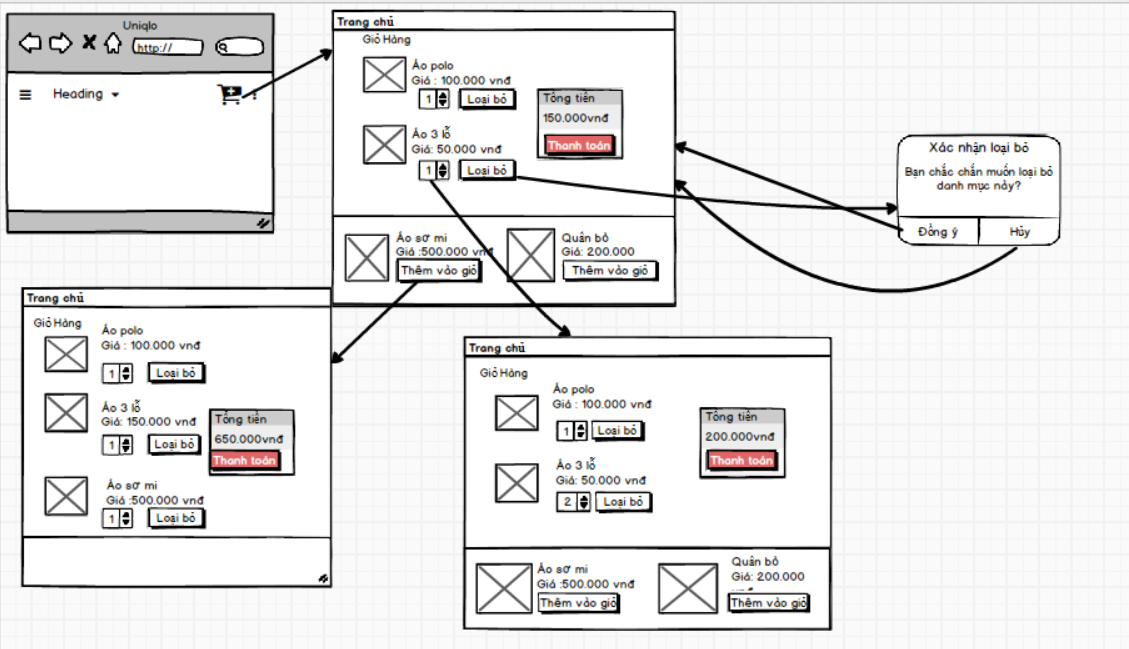 Uniqlo
http://
Heading
Trang chủ
Giỏ Hàng
Áo polo
Giá : 100.000 vnđ
1
Loại bỏ
Áo 3 lỗ
Giá: 50.000 vnđ
1
Loại bỏ
Tổng tiền
150.000vnđ
Thanh toán
Áo sơ mi
Giá :500.000 vnđ
Thêm vào giỏ
Quần bò
Giá: 200.000
Thêm vào giỏ
Xác nhận loại bỏ
Bạn chắc chắn muốn loại bỏ
danh mục này?
Đồng ý
Hủy
Trang chủ
Giỏ Hàng
Áo polo
Giá : 100.000 vnđ
1
Loại bỏ
Áo 3 lỗ
Giá: 150.000 vnđ
1
Loại bỏ
Áo sơ mi
Giá :500.000 vnđ
1
Loại bỏ
Tổng tiền
650.000vnđ
Thanh toán
Trang chủ
Giỏ Hàng
Áo polo
Giá : 100.000 vnđ
1
Loại bỏ
Áo 3 lỗ
Giá: 50.000 vnđ
2
Loại bỏ
Tổng tiền
200.000vnđ
Thanh toán
Áo sơ mi
Giá :500.000 vnđ
Thêm vào giỏ
Quần bò
Giá: 200.000
Thêm vào giỏ